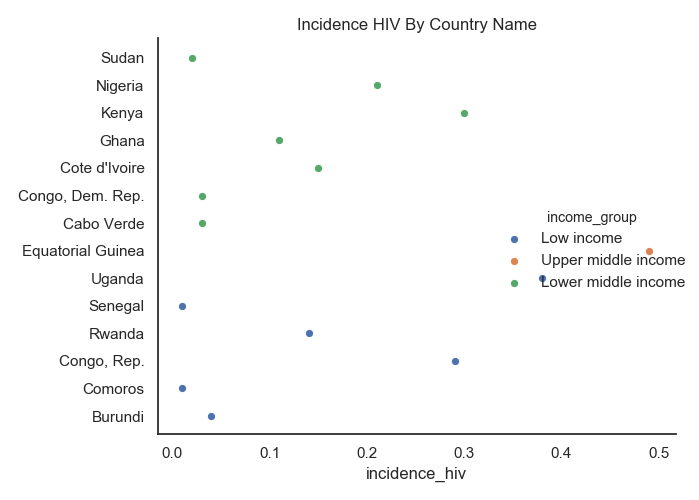 Incidence HIV By Country Name
Sudan
Nigeria
Kenya
Ghana
Cote d'Ivoire
Congo, Dem. Rep.
Cabo Verde
Equatorial Guinea
Uganda
Senegal
Rwanda
Congo, Rep.
Comoros
Burundi
income_group
Low income
Upper middle income
Lower middle income
0.0 0.1 0.2 0.3 0.4 0.5
incidence_hiv